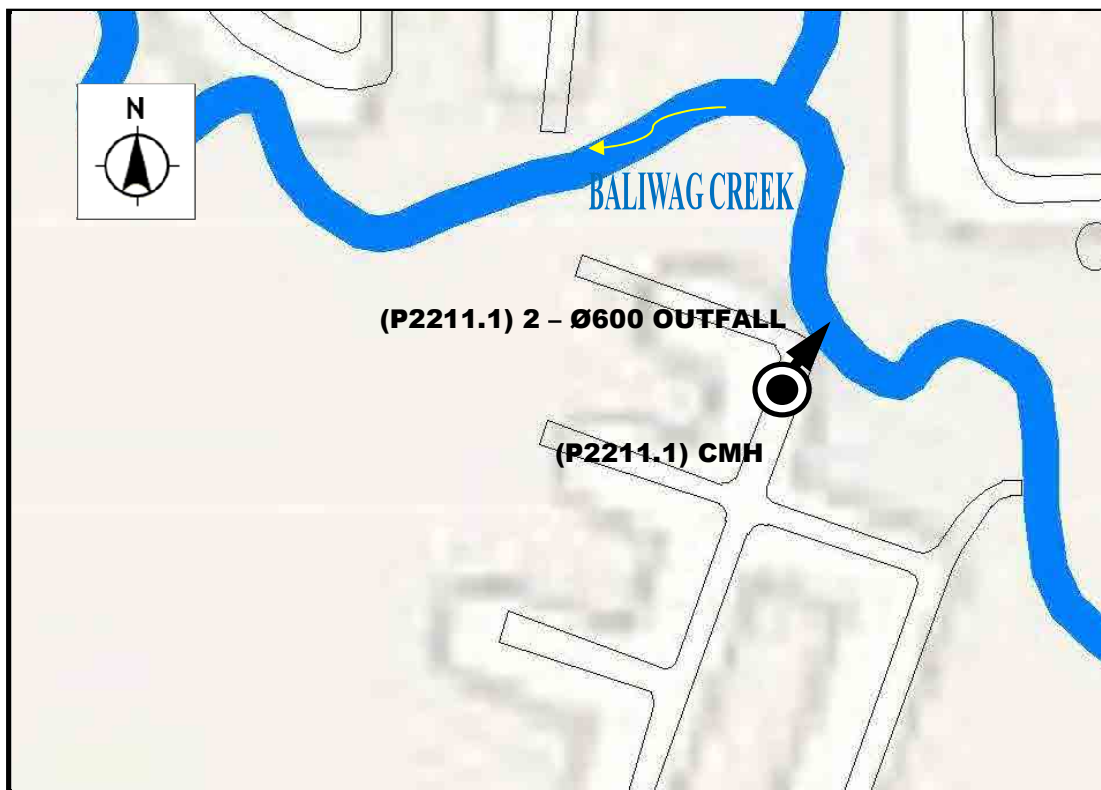 N
BALIWAG CREEK
(P2211.1) 2 – Ø600 OUTFALL
(P2211.1) CMH